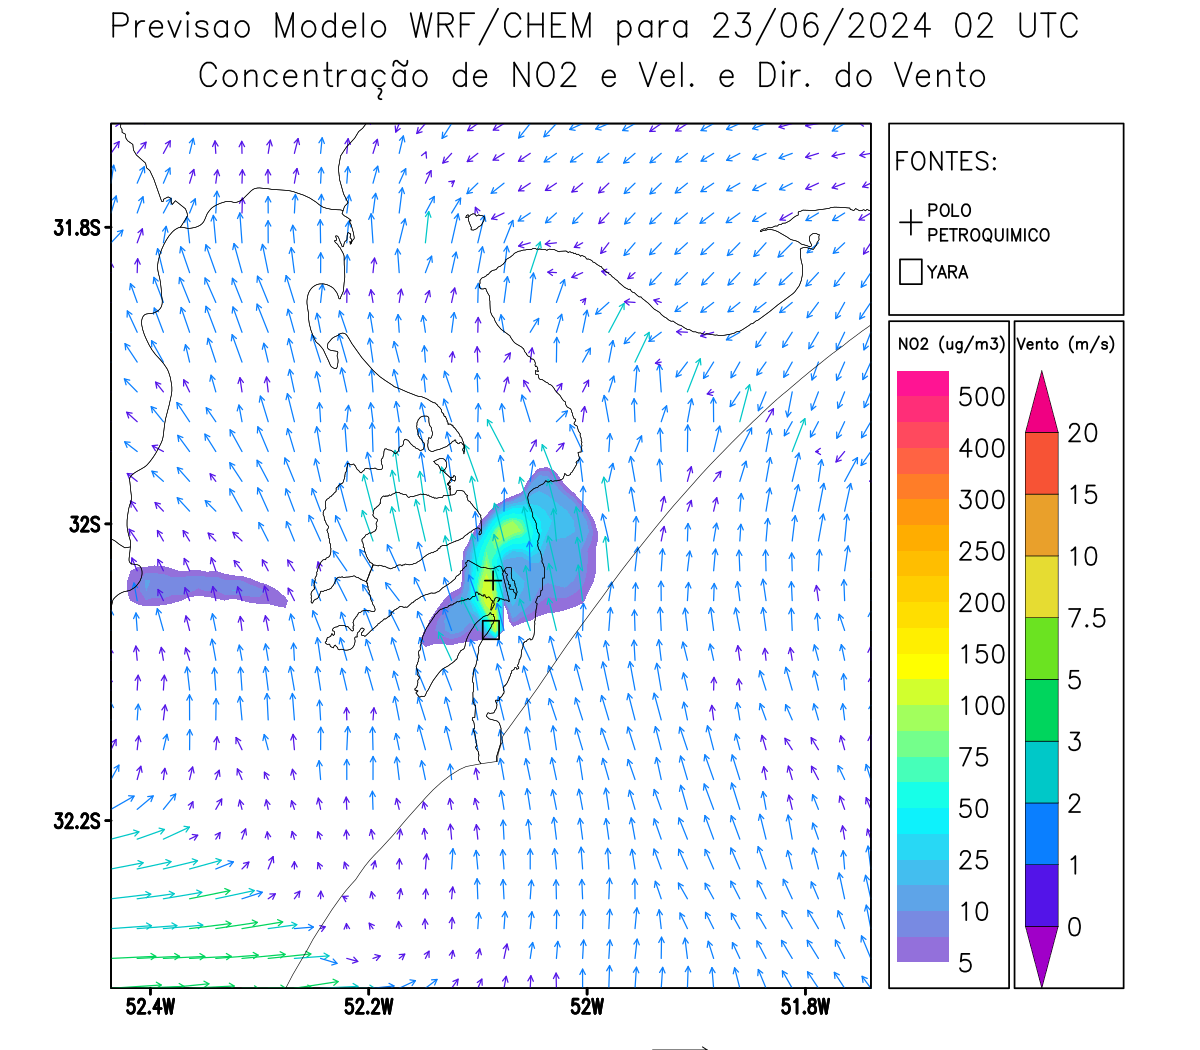 Previsao Modelo WRF/CHEM para 23/06/2024 02 UTC
Concentração de NO2 e Vel. e Dir. do Vento
FONTES:
POLO
PETROQUIMICO
YARA
NO2 (ug/m3)
500
400
300
250
200
150
100
75
50
25
10
5
Vento (m/s)
20
15
10
7.5
5
3
2
1
0
31.8S
32S
32.2S
52.4W
52.2W
52W
51.8W